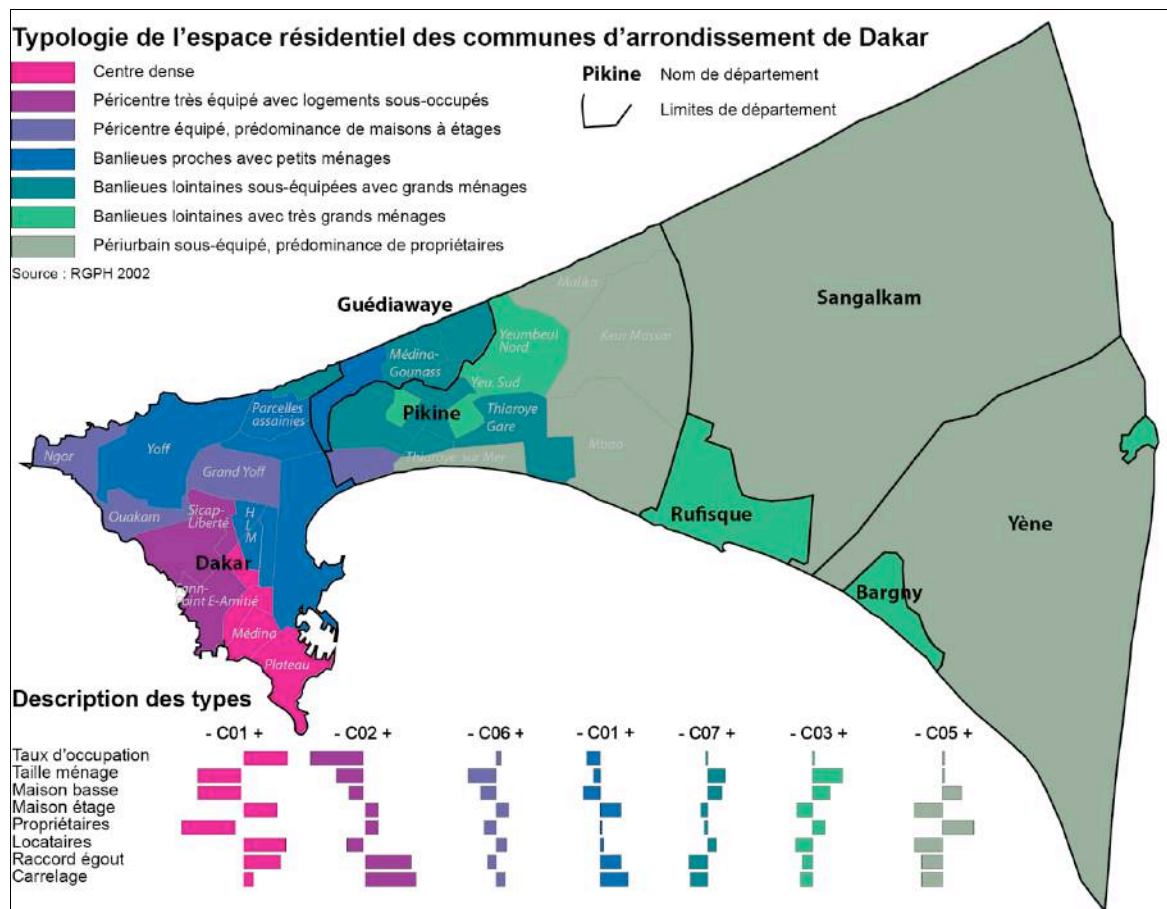 Typologie de l'espace résidentiel des communes d'arrondissement de Dakar
Centre dense
Péricentre très équipé avec logements sous-occupés
Péricentre équipé, prédominance de maisons à étages
Banlieues proches avec petits ménages
Banlieues lointaines sous-équipées avec grands ménages
Banlieues lointaines avec très grands ménages
Périurbain sous-équipé, prédominance de propriétaires
Source : RGPH 2002
Pikine Nom de département
Limites de département
Guédiawaye
Sangalkam
Malika
Keur Massar
Yeumbeul
Nord
Médina-
Gounass
Yeu. Sud
Parcelles
assainies
Pikine
Thiaroye
Gare
Mbao
Thiaroye sur Mer
Ngor
Yoff
Grand Yoff
Ouakam
Sicap-
Liberté
H
L
M
Rufisque
Yène
Dakar
Bargny
Point E-Amitié
Médina
Plateau
Description des types
- C01 + - C02 + - C06 + - C01 + - C07 + - C03 + - C05 +
Taux d'occupation
Taille ménage
Maison basse
Maison étage
Propriétaires
Locataires
Raccord égout
Carrelage